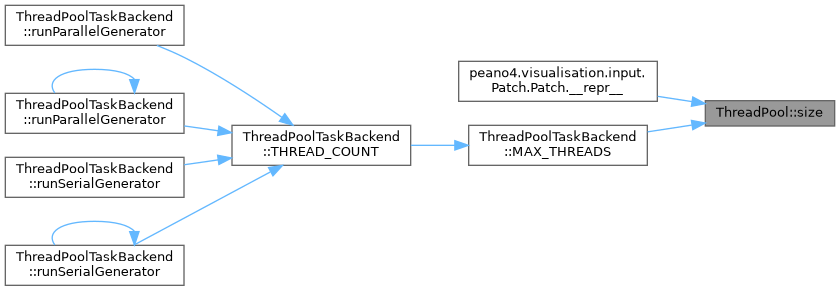 ThreadPoolTaskBackend
::runParallelGenerator
ThreadPoolTaskBackend
::runParallelGenerator
ThreadPoolTaskBackend
::runSerialGenerator
ThreadPoolTaskBackend
::runSerialGenerator
ThreadPoolTaskBackend
::THREAD_COUNT
peano4.visualisation.input.
Patch.Patch.__repr__
ThreadPoolTaskBackend
::MAX_THREADS
ThreadPool::size